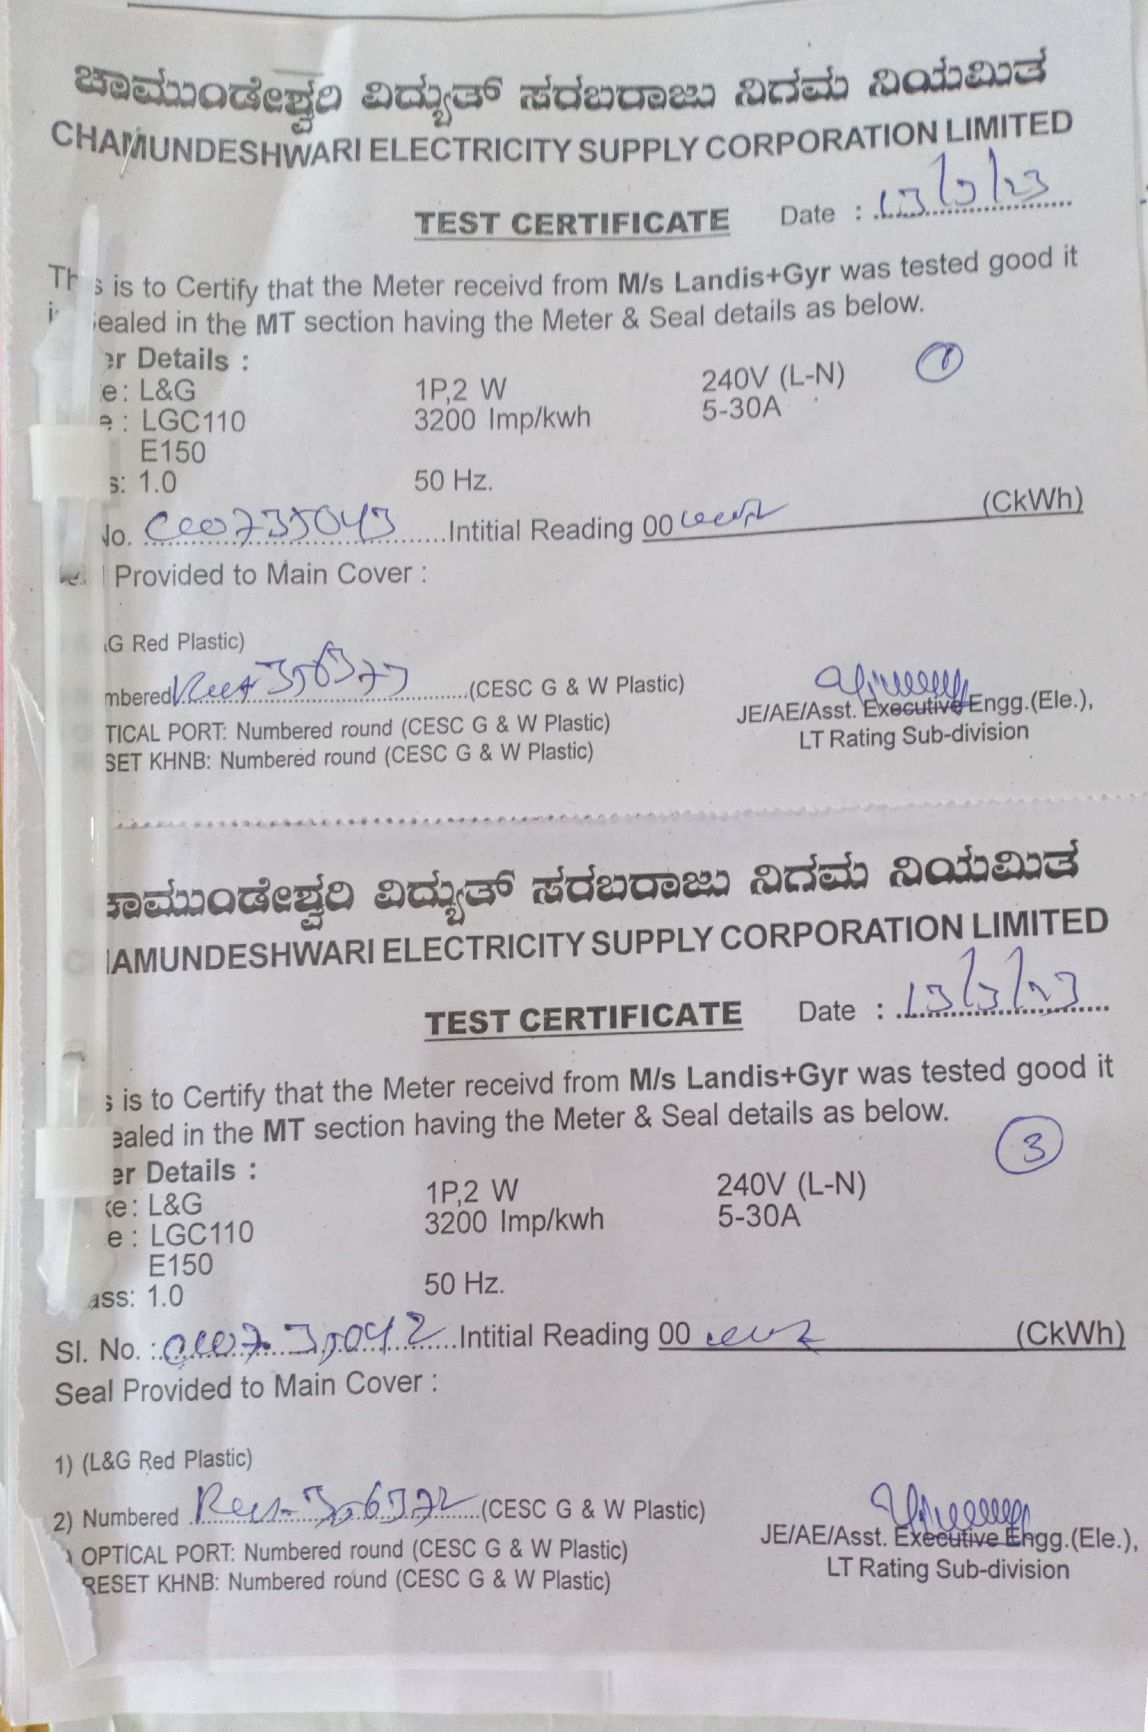 ಚಾಮುಂಡೇಶ್ವರಿ ವಿದ್ಯುತ್ ಸರಬರಾಜು ನಿಗಮ ನಿಯಮಿತ
CHAMUNDESHWARI ELECTRICITY SUPPLY CORPORATION LIMITED
TEST CERTIFICATE Date : 13/3/23
s is to Certify that the Meter receivd from M/s Landis+Gyr was tested good it
ealed in the MT section having the Meter & Seal details as below.
er Details :
e: L&G 1P,2 W 240V (L-N) 1
e : LGC110 3200 Imp/kwh 5-30A
E150
s: 1.0 50 Hz.
No. Intitial Reading 00 (CkWh)
Provided to Main Cover :
G Red Plastic)
mbered (CESC G & W Plastic)
TICAL PORT: Numbered round (CESC G & W Plastic)
SET KHNB: Numbered round (CESC G & W Plastic)
JE/AE/Asst. Executive Engg.(Ele.),
LT Rating Sub-division
ಚಾಮುಂಡೇಶ್ವರಿ ವಿದ್ಯುತ್ ಸರಬರಾಜು ನಿಗಮ ನಿಯಮಿತ
HAMUNDESHWARI ELECTRICITY SUPPLY CORPORATION LIMITED
TEST CERTIFICATE Date : 13/3/23
s is to Certify that the Meter receivd from M/s Landis+Gyr was tested good it
ealed in the MT section having the Meter & Seal details as below.
er Details : 3
ke: L&G 1P,2 W 240V (L-N)
e : LGC110 3200 Imp/kwh 5-30A
E150
ass: 1.0 50 Hz.
Sl. No. : Intitial Reading 00 (CkWh)
Seal Provided to Main Cover :
1) (L&G Red Plastic)
2) Numbered (CESC G & W Plastic)
) OPTICAL PORT: Numbered round (CESC G & W Plastic)
RESET KHNB: Numbered round (CESC G & W Plastic)
JE/AE/Asst. Executive Engg.(Ele.),
LT Rating Sub-division